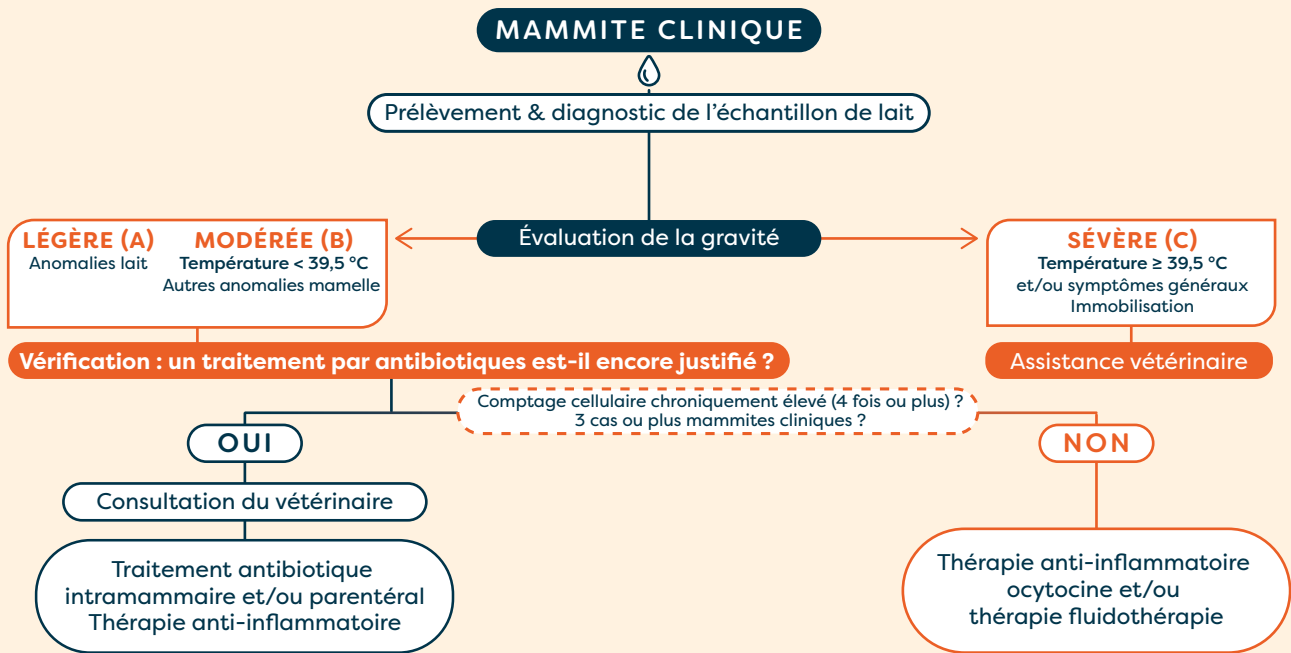 MAMMITE CLINIQUE
Prélèvement & diagnostic de l'échantillon de lait
Évaluation de la gravité
LÉGÈRE (A)
Anomalies lait
MODÉRÉE (B)
Température < 39,5 °C
Autres anomalies mamelle
SÉVÈRE (C)
Température ≥ 39,5 °C
et/ou symptômes généraux
Immobilisation
Vérification : un traitement par antibiotiques est-il encore justifié ?
Assistance vétérinaire
Comptage cellulaire chroniquement élevé (4 fois ou plus) ?
3 cas ou plus mammites cliniques ?
OUI
NON
Consultation du vétérinaire
Traitement antibiotique
intramammaire et/ou parentéral
Thérapie anti-inflammatoire
Thérapie anti-inflammatoire
ocytocine et/ou
thérapie fluidothérapie